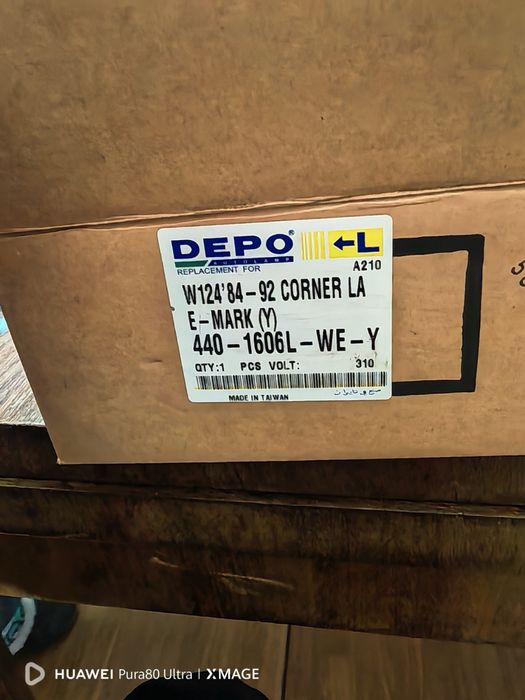 DEPO®
AUTOLAMP
←L
REPLACEMENT FOR
A210
W124'84-92 CORNER LA
E-MARK (Y)
440-1606L-WE-Y
QTY:1 PCS VOLT: 310
MADE IN TAIWAN
HUAWEI Pura80 Ultra | XMAGE